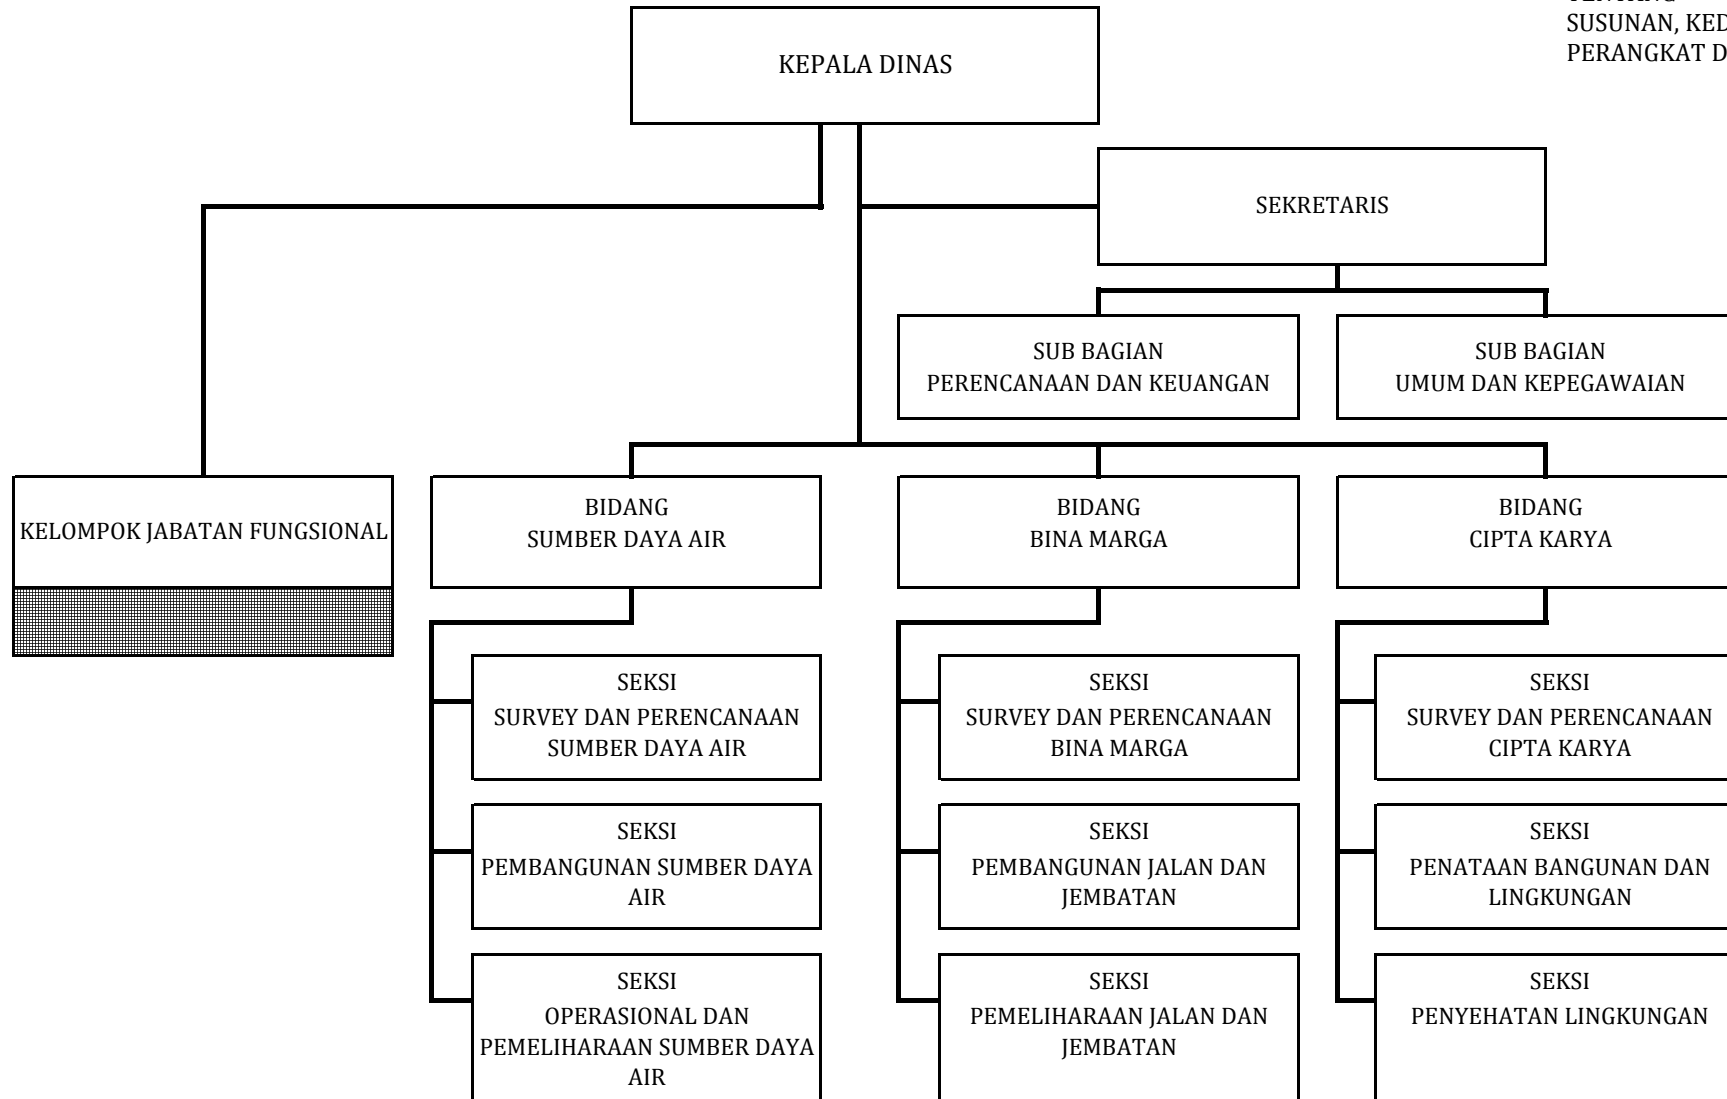 SUSUNAN,
PERANGKAT
KEPALA DINAS
SEKRETARIS
SUB BAGIAN
PERENCANAAN DAN KEUANGAN
SUB BAGIAN
UMUM DAN KEPEGAWAIAN
KELOMPOK JABATAN FUNGSIONAL
BIDANG
SUMBER DAYA AIR
BIDANG
BINA MARGA
BIDANG
CIPTA KARYA
SEKSI
SURVEY DAN PERENCANAAN
SUMBER DAYA AIR
SEKSI
SURVEY DAN PERENCANAAN
BINA MARGA
SEKSI
SURVEY DAN PERENCANAAN
CIPTA KARYA
SEKSI
PEMBANGUNAN SUMBER DAYA
AIR
SEKSI
PEMBANGUNAN JALAN DAN
JEMBATAN
SEKSI
PENATAAN BANGUNAN DAN
LINGKUNGAN
SEKSI
OPERASIONAL DAN
PEMELIHARAAN SUMBER DAYA
AIR
SEKSI
PEMELIHARAAN JALAN DAN
JEMBATAN
SEKSI
PENYEHATAN LINGKUNGAN